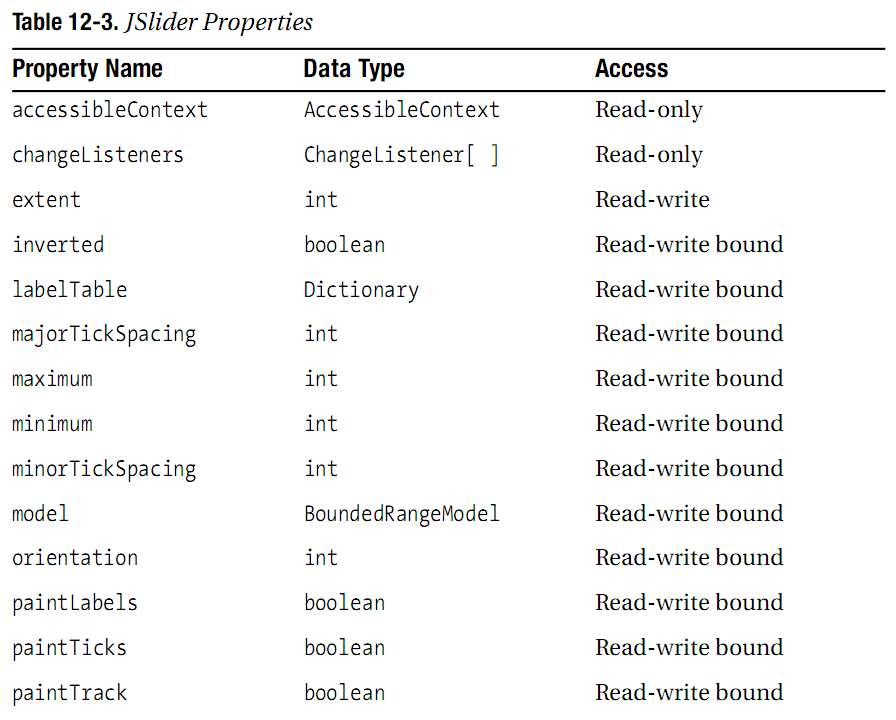 Table 12-3. JSlider Properties
Property Name Data Type Access
accessibleContext AccessibleContext Read-only
changeListeners ChangeListener[ ] Read-only
extent int Read-write
inverted boolean Read-write bound
labelTable Dictionary Read-write bound
majorTickSpacing int Read-write bound
maximum int Read-write bound
minimum int Read-write bound
minorTickSpacing int Read-write bound
model BoundedRangeModel Read-write bound
orientation int Read-write bound
paintLabels boolean Read-write bound
paintTicks boolean Read-write bound
paintTrack boolean Read-write bound